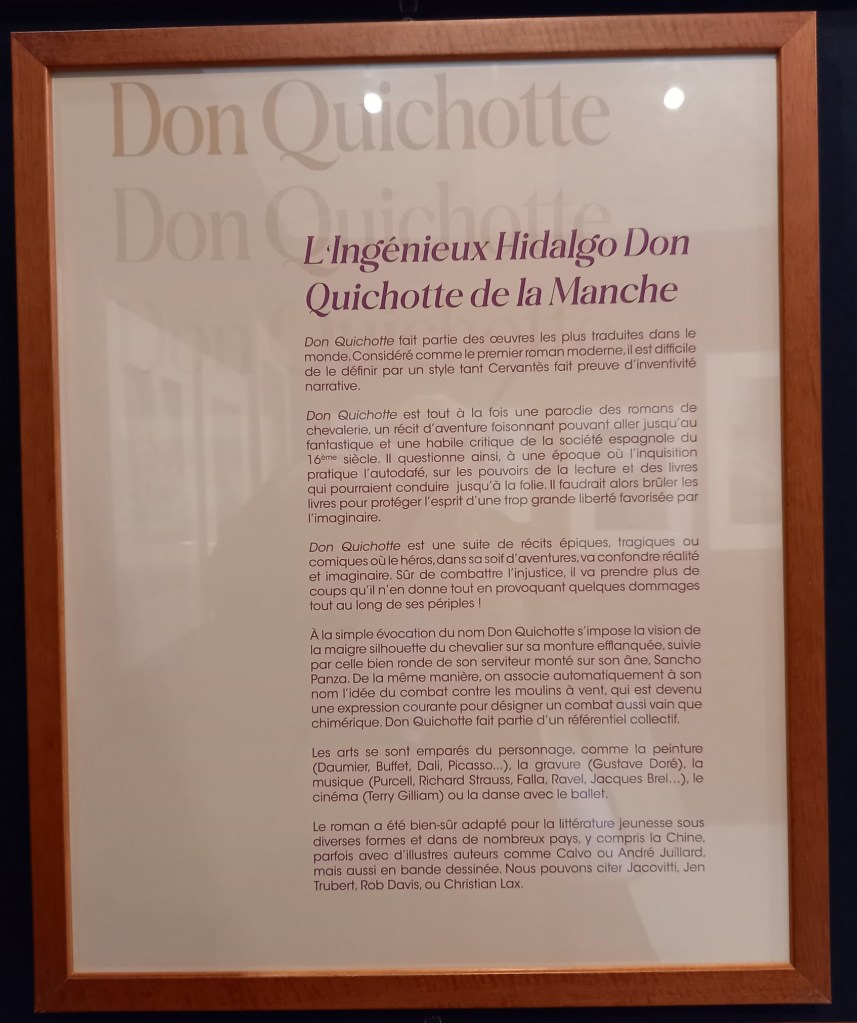 Don Quichotte
Don Quichotte
L'Ingénieux Hidalgo Don
Quichotte de la Manche
Don Quichotte fait partie des œuvres les plus traduites dans le
monde. Considéré comme le premier roman moderne, il est difficile
de le définir par un style tant Cervantès fait preuve d'inventivité
narrative.
Don Quichotte est tout à la fois une parodie des romans de
chevalerie, un récit d'aventure foisonnant pouvant aller jusqu'au
fantastique et une habile critique de la société espagnole du
16ème siècle. Il questionne ainsi, à une époque où l'inquisition
pratique l'autodafé, sur les pouvoirs de la lecture et des livres
qui pourraient conduire jusqu'à la folie. Il faudrait alors brûler les
livres pour protéger l'esprit d'une trop grande liberté favorisée par
l'imaginaire.
Don Quichotte est une suite de récits épiques, tragiques ou
comiques où le héros, dans sa soif d'aventures, va confondre réalité
et imaginaire. Sûr de combattre l'injustice, il va prendre plus de
coups qu'il n'en donne tout en provoquant quelques dommages
tout au long de ses périples !
À la simple évocation du nom Don Quichotte s'impose la vision de
la maigre silhouette du chevalier sur sa monture efflanquée, suivie
par celle bien ronde de son serviteur monté sur son âne, Sancho
Panza. De la même manière, on associe automatiquement à son
nom l'idée du combat contre les moulins à vent, qui est devenu
une expression courante pour désigner un combat aussi vain que
chimérique. Don Quichotte fait partie d'un référentiel collectif.
Les arts se sont emparés du personnage, comme la peinture
(Daumier, Buffet, Dali, Picasso...), la gravure (Gustave Doré), la
musique (Purcell, Richard Strauss, Falla, Ravel, Jacques Brel...), le
cinéma (Terry Gilliam) ou la danse avec le ballet.
Le roman a été bien-sûr adapté pour la littérature jeunesse sous
diverses formes et dans de nombreux pays, y compris la Chine,
parfois avec d'illustres auteurs comme Calvo ou André Juillard,
mais aussi en bande dessinée. Nous pouvons citer Jacovitti, Jen
Trubert, Rob Davis, ou Christian Lax.